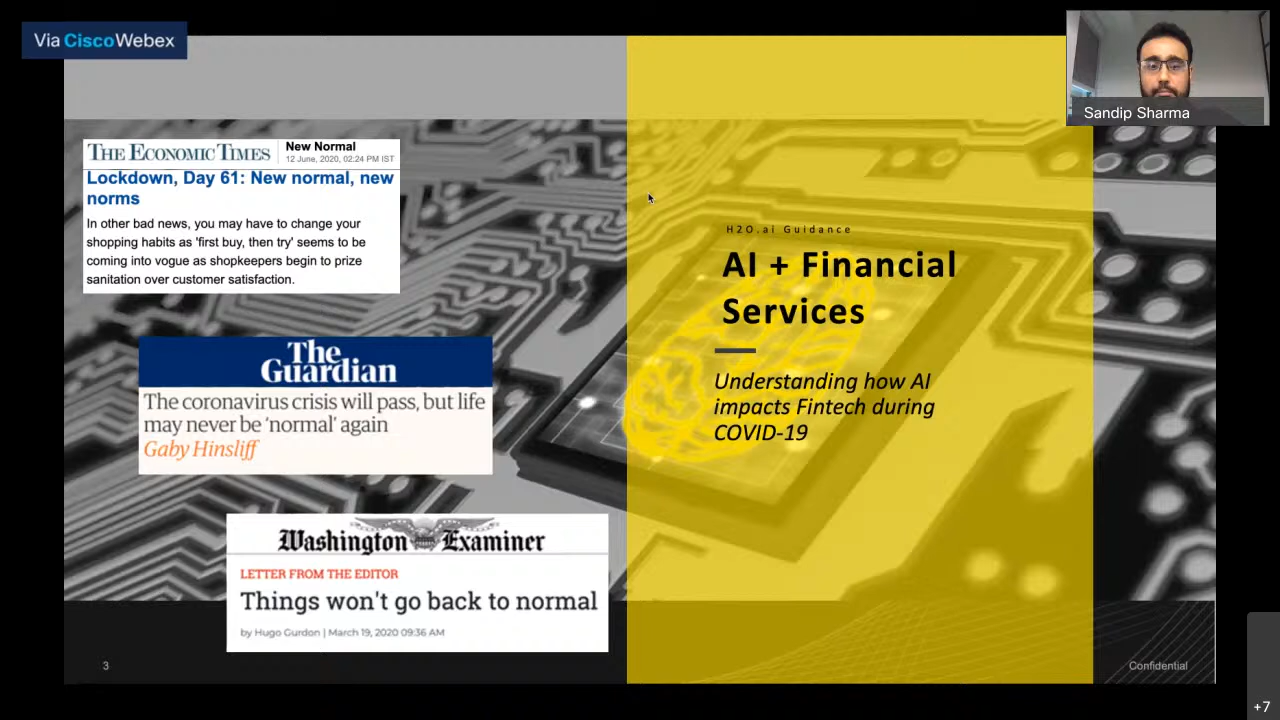 Via Cisco Webex
Sandip Sharma
THE ECONOMIC TIMES
New Normal
12 June, 2020, 02:24 PM IST
Lockdown, Day 61: New normal, new
norms
In other bad news, you may have to change your
shopping habits as 'first buy, then try' seems to be
coming into vogue as shopkeepers begin to prize
sanitation over customer satisfaction.
The
Guardian
The coronavirus crisis will pass, but life
may never be 'normal' again
Gaby Hinsliff
Washington Examiner
LETTER FROM THE EDITOR
Things won't go back to normal
by Hugo Gurdon | March 19, 2020 09:36 AM
3
H2O.ai Guidance
AI + Financial
Services
Understanding how AI
impacts Fintech during
COVID-19
Confidential
+7